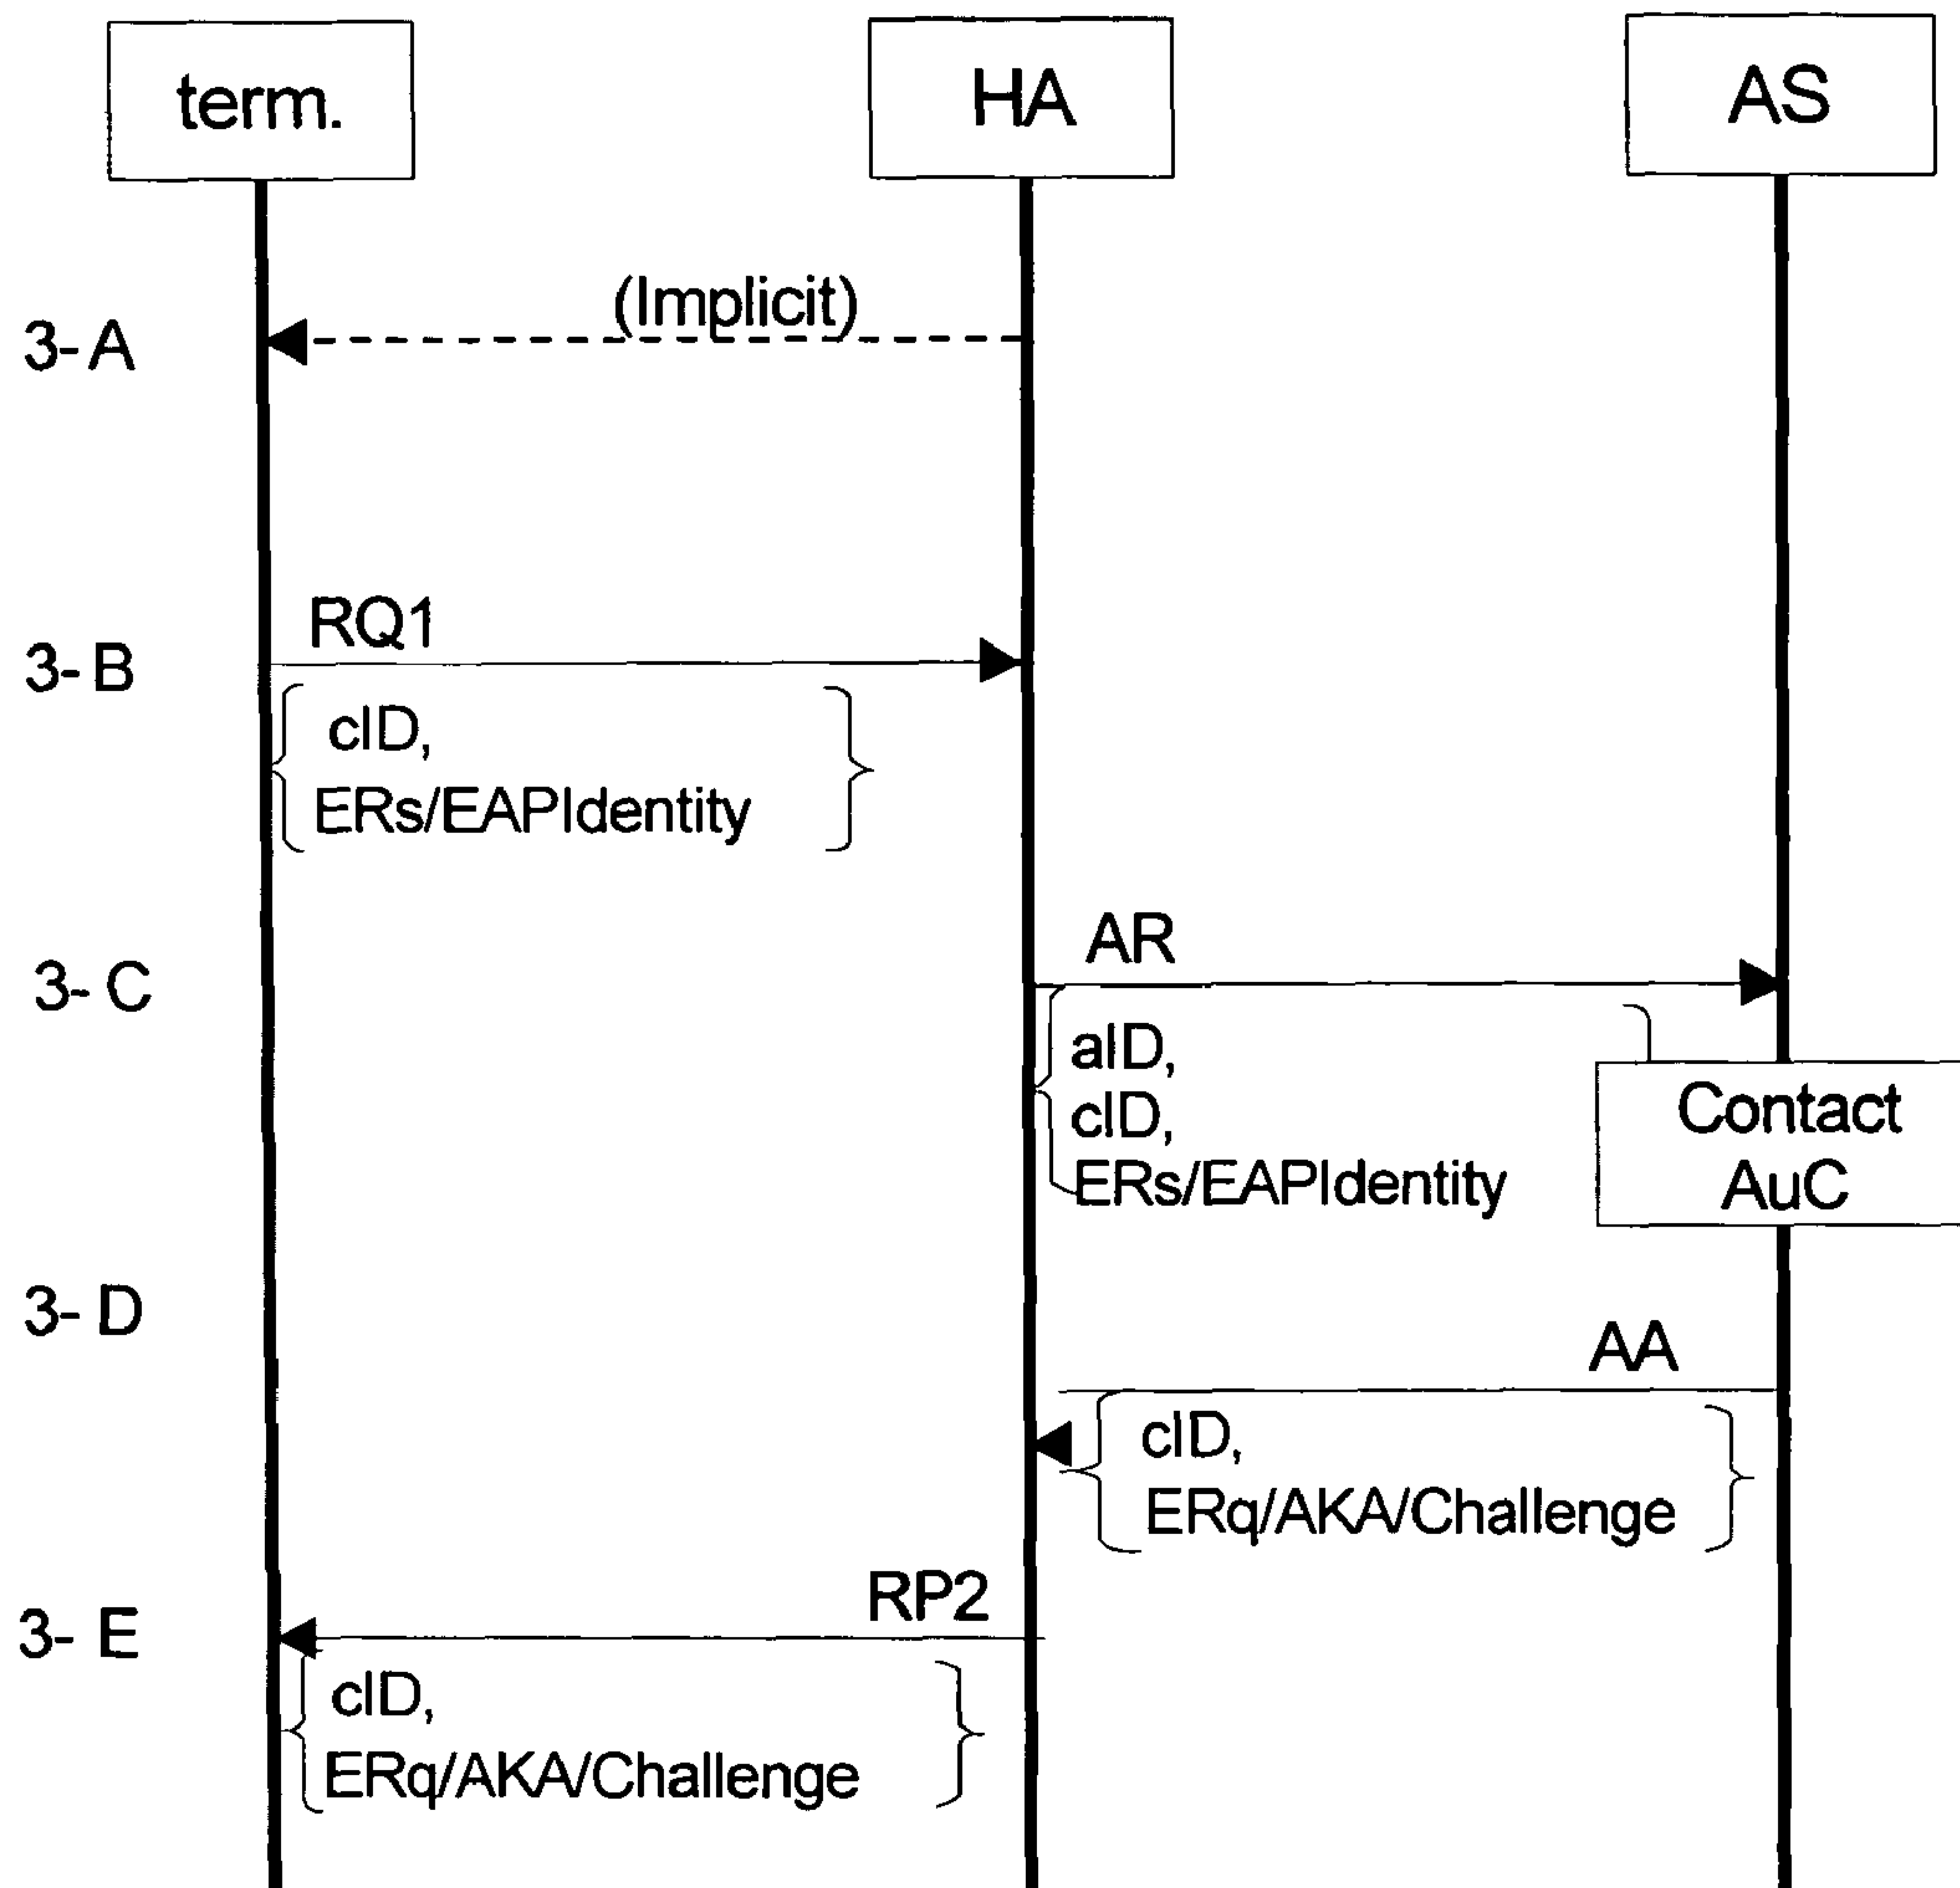 term.
HA
AS
(Implicit)
3-A
RQ1
3-B
cID,
ERs/EAPIdentity
AR
3-C
aID,
cID,
ERs/EAPIdentity
Contact
AuC
3-D
AA
cID,
ERq/AKA/Challenge
RP2
3-E
cID,
ERq/AKA/Challenge